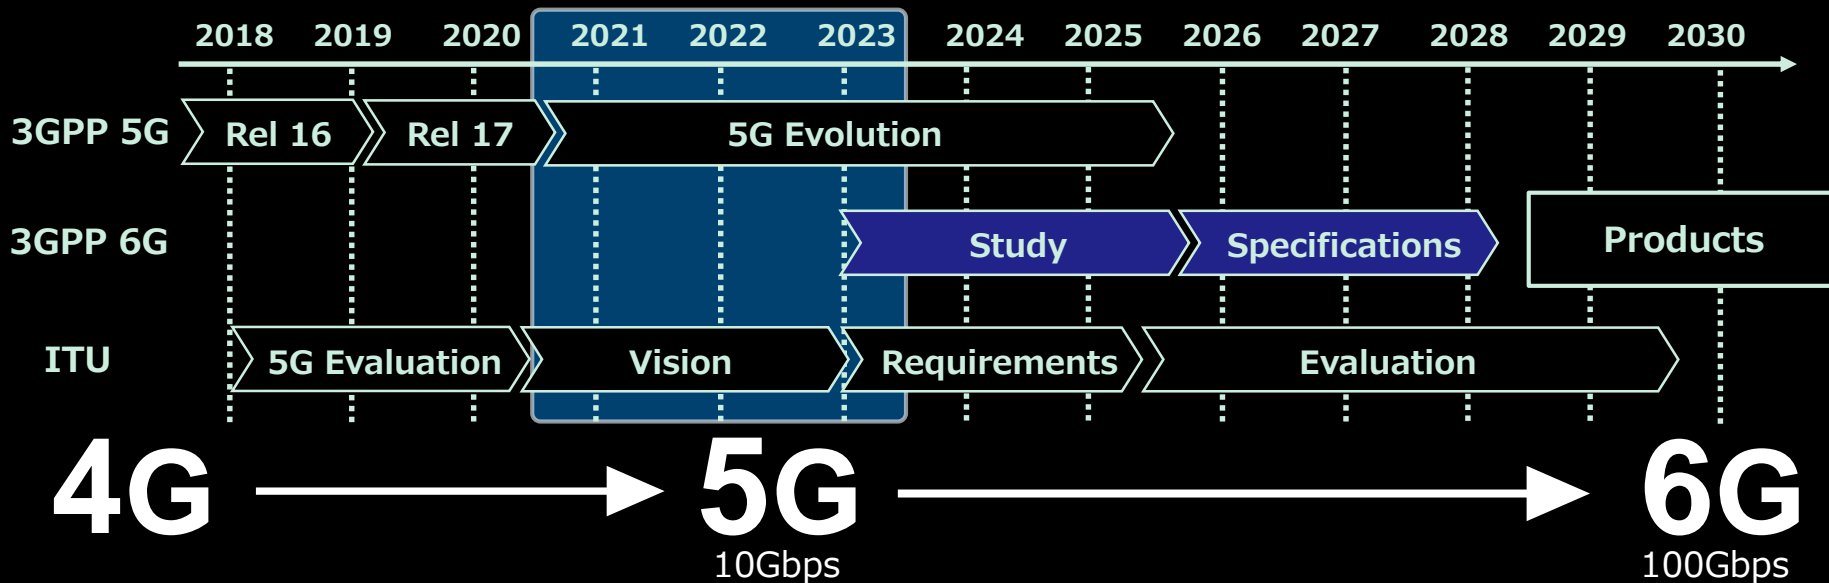 2018 2019 2020 2021 2022 2023 2024 2025 2026 2027 2028 2029 2030
3GPP 5G Rel 16 Rel 17 5G Evolution
3GPP 6G Study Specifications Products
ITU 5G Evaluation Vision Requirements Evaluation
4G 5G 6G
10Gbps 100Gbps